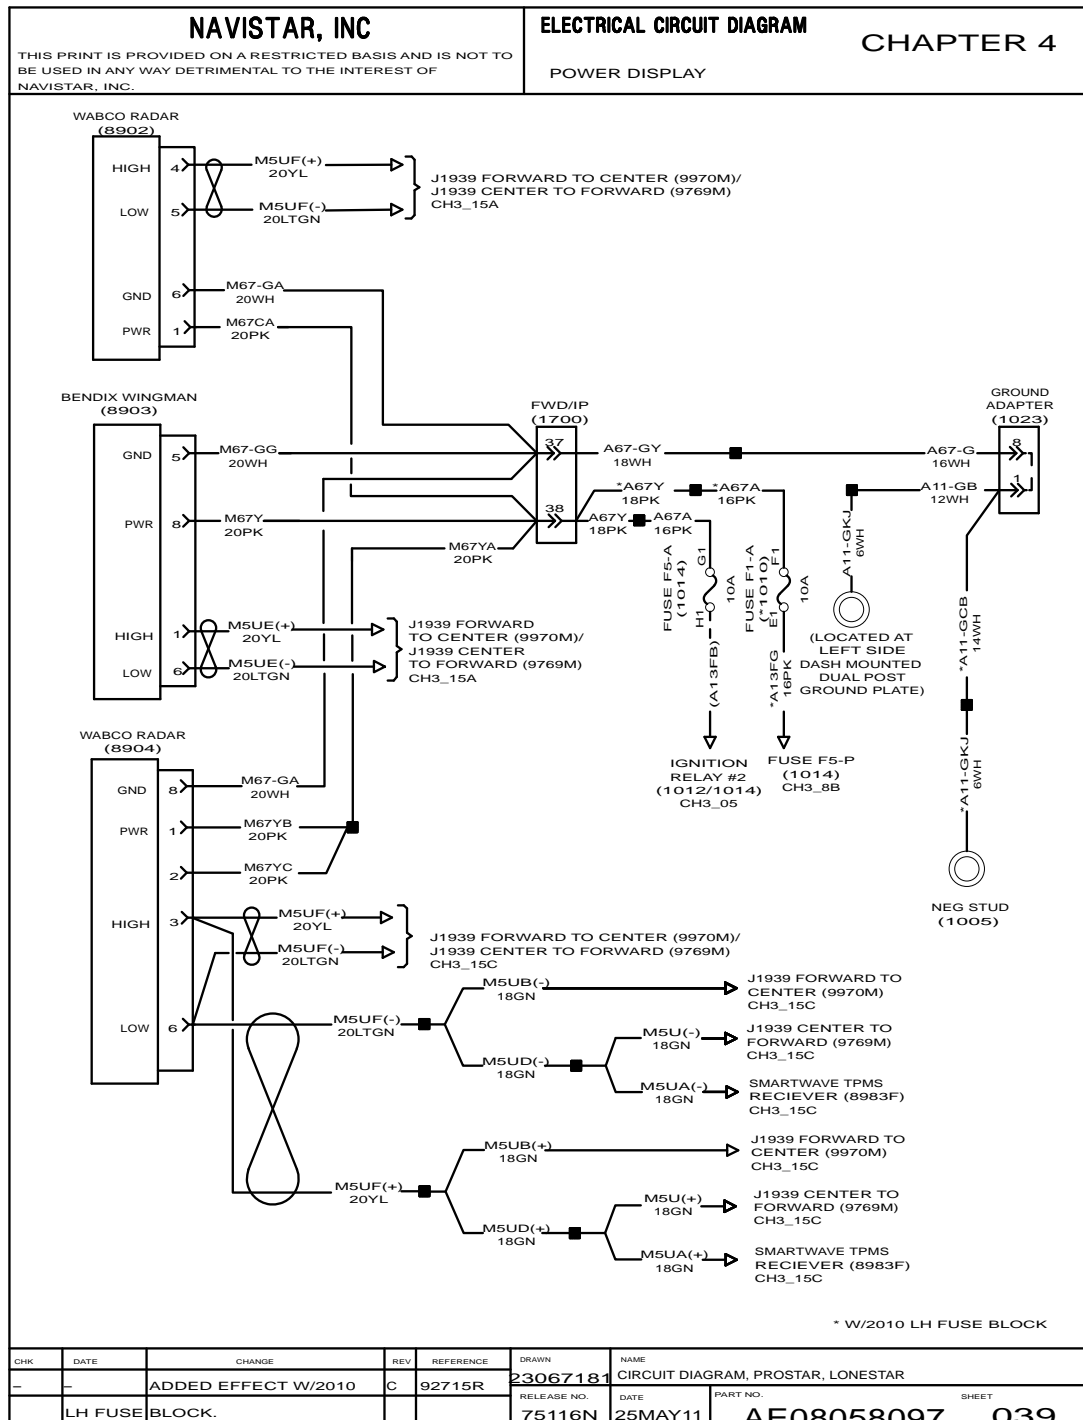 NAVISTAR, INC
THIS PRINT IS PROVIDED ON A RESTRICTED BASIS AND IS NOT TO
BE USED IN ANY WAY DETRIMENTAL TO THE INTEREST OF
NAVISTAR, INC.
ELECTRICAL CIRCUIT DIAGRAM
POWER DISPLAY
CHAPTER 4
WABCO RADAR
(8902)
HIGH 4 M5UF(+)
20YL
LOW 5 M5UF(-)
20LTGN
J1939 FORWARD TO CENTER (9970M)/
J1939 CENTER TO FORWARD (9769M)
CH3_15A
GND 6 M67-GA
20WH
PWR 1 M67CA
20PK
BENDIX WINGMAN
(8903)
GND 5 M67-GG
20WH
PWR 8 M67Y
20PK
M67YA
20PK
HIGH 1 M5UE(+)
20YL
LOW 6 M5UE(-)
20LTGN
J1939 FORWARD
TO CENTER (9970M)/
J1939 CENTER
TO FORWARD (9769M)
CH3_15A
FWD/IP
(1700)
37
38
A67-GY
18WH
*A67Y
18PK
*A67A
16PK
A67Y
18PK
A67A
16PK
GROUND
ADAPTER
(1023)
8
1
A67-G
16WH
A11-GB
12WH
FUSE F5-A
(1014)
G1
H1
10A
(A13FB)
FUSE F1-A
(*1010)
F1
E1
10A
*A13FG
16PK
A11-GKJ
6WH
(LOCATED AT
LEFT SIDE
DASH MOUNTED
DUAL POST
GROUND PLATE)
*A11-GCB
14WH
*A11-GKJ
6WH
IGNITION
RELAY #2
(1012/1014)
CH3_05
FUSE F5-P
(1014)
CH3_8B
NEG STUD
(1005)
WABCO RADAR
(8904)
GND 8 M67-GA
20WH
PWR 1 M67YB
20PK
2 M67YC
20PK
HIGH 3 M5UF(+)
20YL
M5UF(-)
20LTGN
J1939 FORWARD TO CENTER (9970M)/
J1939 CENTER TO FORWARD (9769M)
CH3_15C
LOW 6 M5UF(-)
20LTGN
M5UB(-)
18GN
J1939 FORWARD TO
CENTER (9970M)
CH3_15C
M5UD(-)
18GN
M5U(-)
18GN
J1939 CENTER TO
FORWARD (9769M)
CH3_15C
M5UA(-)
18GN
SMARTWAVE TPMS
RECIEVER (8983F)
CH3_15C
M5UF(+)
20YL
M5UB(+)
18GN
J1939 FORWARD TO
CENTER (9970M)
CH3_15C
M5UD(+)
18GN
M5U(+)
18GN
J1939 CENTER TO
FORWARD (9769M)
CH3_15C
M5UA(+)
18GN
SMARTWAVE TPMS
RECIEVER (8983F)
CH3_15C
* W/2010 LH FUSE BLOCK
CHK DATE CHANGE REV REFERENCE
– – ADDED EFFECT W/2010 C 92715R
LH FUSE BLOCK.
DRAWN
23067181
NAME
CIRCUIT DIAGRAM, PROSTAR, LONESTAR
RELEASE NO.
75116N
DATE
25MAY11
PART NO.
AE08058097
SHEET
039